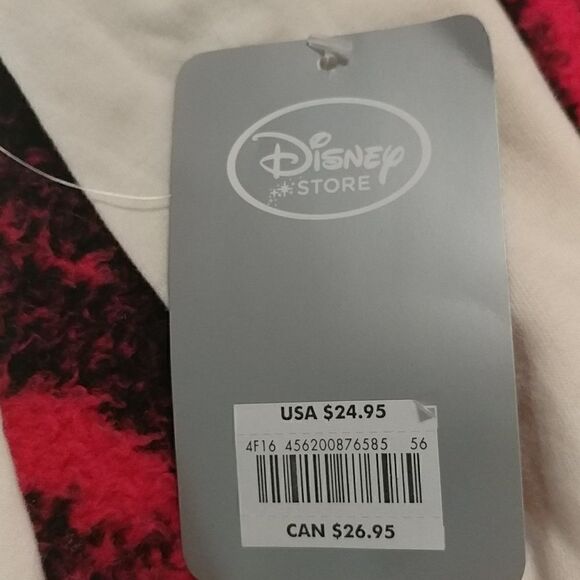 Disney
STORE
USA $24.95
4F16 456200876585 56
CAN $26.95